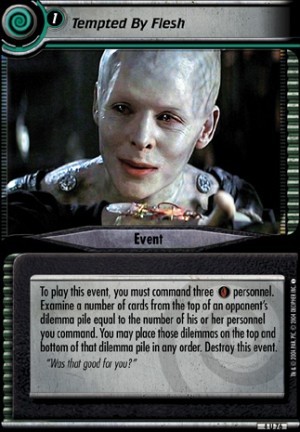 1 Tempted By Flesh
Event
To play this event, you must command three personnel.
Examine a number of cards from the top of an opponent's
dilemma pile equal to the number of his or her personnel
you command. You may place those dilemmas on the top and
bottom of that dilemma pile in any order. Destroy this event.
"Was that good for you?"
4 U 76